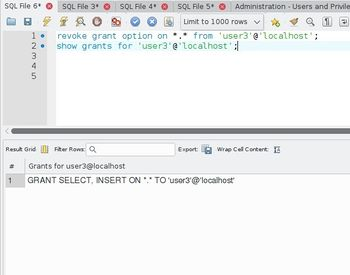 SQL File 6* SQL File 3* SQL File 4* SQL File 5* Administration - Users and Privile
Limit to 1000 rows
1 revoke grant option on *.* from 'user3'@'localhost';
2 show grants for 'user3'@'localhost';
3
4
5
Result Grid Filter Rows: Export: Wrap Cell Content:
# Grants for user3@localhost
1 GRANT SELECT, INSERT ON *.* TO 'user3'@'localhost'